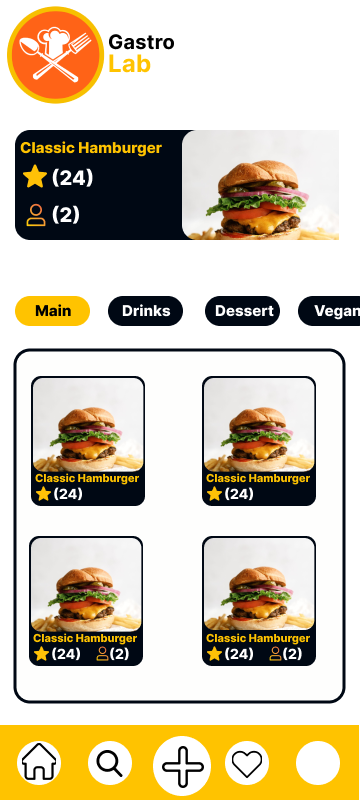 Gastro
Lab
Classic Hamburger
(24)
(2)
Main Drinks Dessert Vegan
Classic Hamburger
(24)
Classic Hamburger
(24)
Classic Hamburger
(24) (2)
Classic Hamburger
(24) (2)